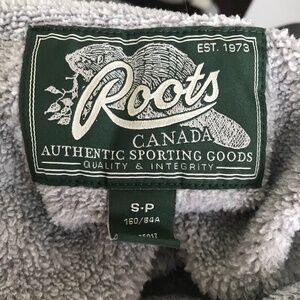 EST. 1973
Roots
CANADA
AUTHENTIC SPORTING GOODS
QUALITY & INTEGRITY
S·P
160/84A